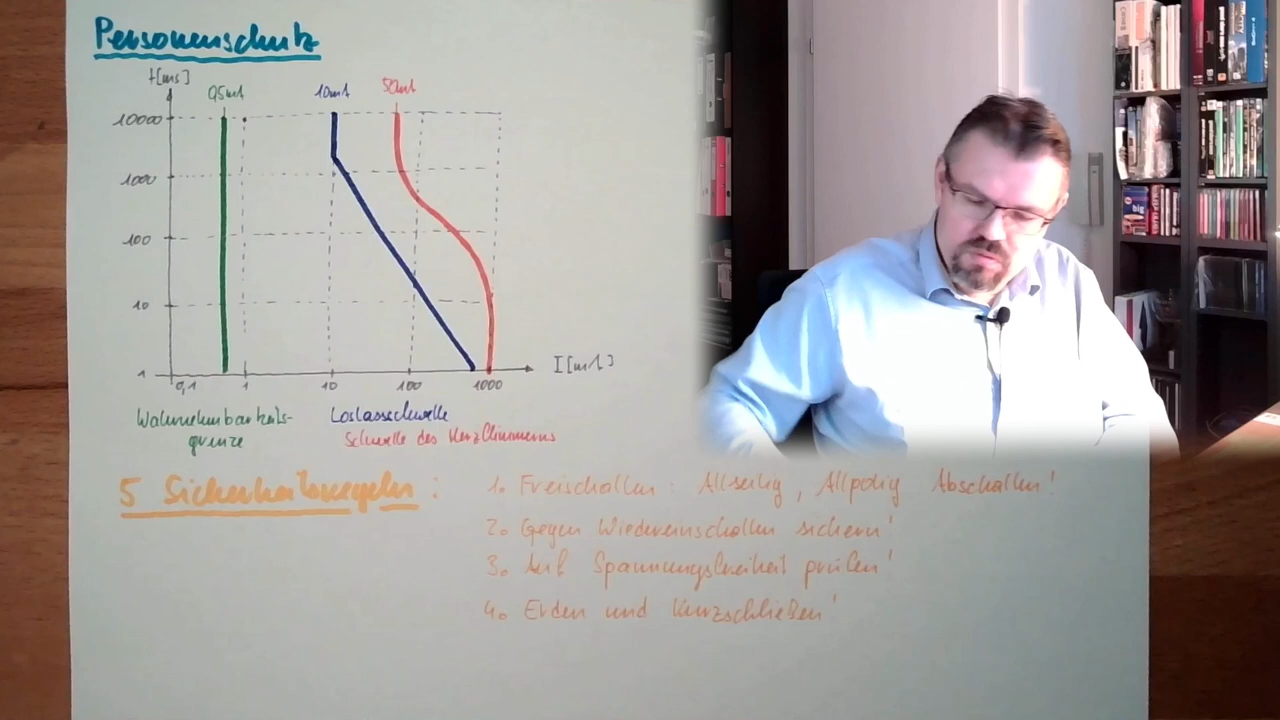 Personenschutz
t[ms]
0,5mA 10mA 50mA
10000
1000
100
10
1
0,1 1 10 100 1000 I[mA]
Wahrnehmbarkeits-
grenze
Loslassschwelle
Schwelle des Herzflimmerns
5 Sicherheitsregeln: 1. Freischalten: Allseitig, Allpolig Abschalten!
2. Gegen Wiedereinschalten sichern!
3. Auf Spannungsfreiheit prüfen!
4. Erden und Kurzschließen!
big